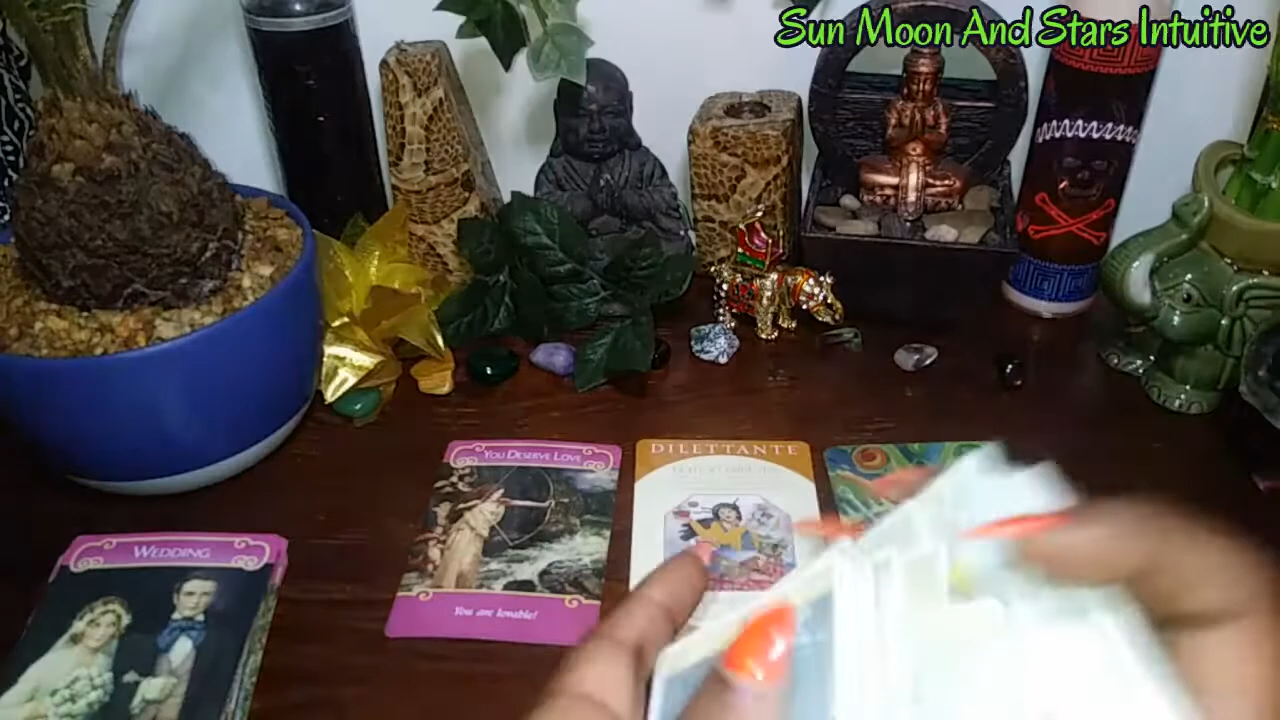 Sun Moon And Stars Intuitive
YOU DESERVE LOVE
DILETTANTE
WEDDING
You are lovable!